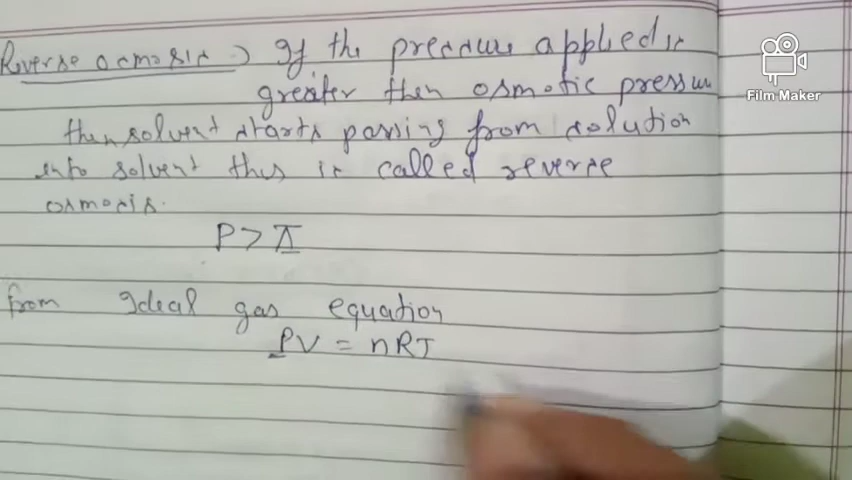 Reverse osmosis → If the pressure applied is
greater then osmotic pressure
then solvent starts passing from solution
into solvent this is called reverse
osmosis.
P > π
from Ideal gas equation
PV = nRT
Film Maker